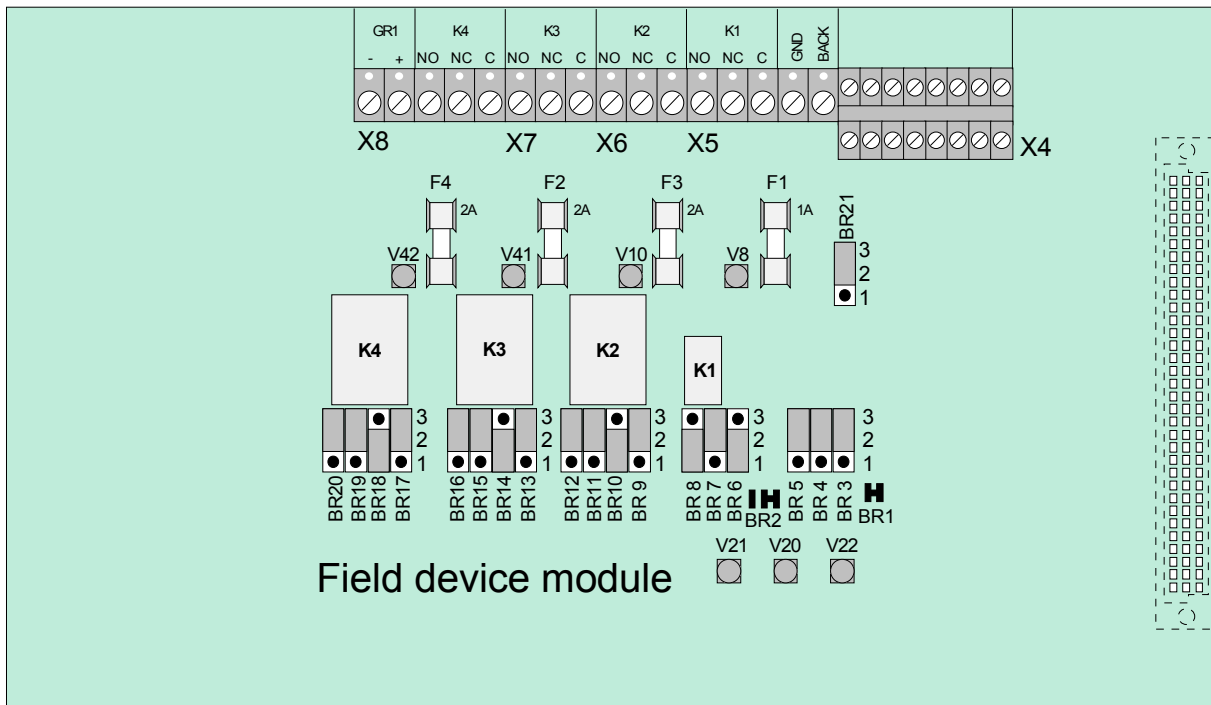 GR1 K4 K3 K2 K1 GND BACK
- + NO NC C NO NC C NO NC C NO NC C
X8 X7 X6 X5 X4
F4 F2 F3 F1
2A 2A 2A 1A
BR21
V42 V41 V10 V8
3
2
1
K4 K3 K2 K1
3 3 3 3 3
2 2 2 2 2
1 1 1 1 1
BR20 BR19 BR18 BR17 BR16 BR15 BR14 BR13 BR12 BR11 BR10 BR 9 BR 8 BR 7 BR 6 BR2 BR 5 BR 4 BR 3 BR1
V21 V20 V22
Field device module